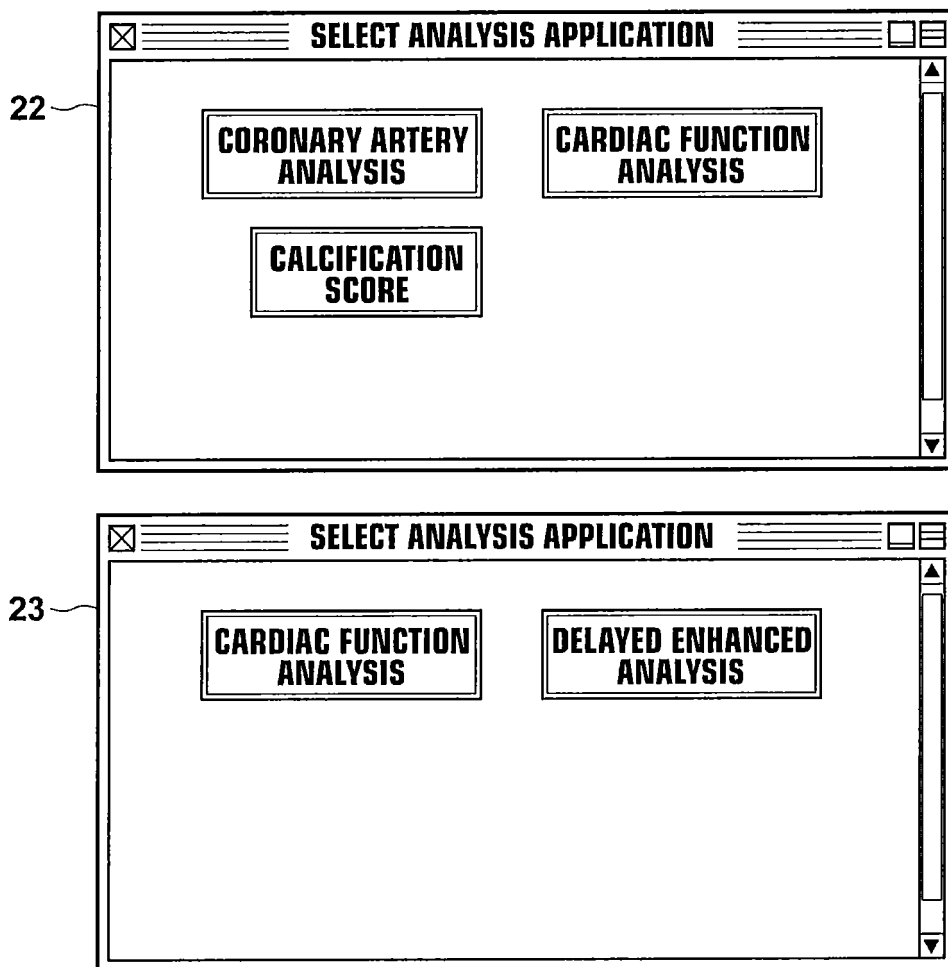 SELECT ANALYSIS APPLICATION
22
CORONARY ARTERY
ANALYSIS
CARDIAC FUNCTION
ANALYSIS
CALCIFICATION
SCORE
SELECT ANALYSIS APPLICATION
23
CARDIAC FUNCTION
ANALYSIS
DELAYED ENHANCED
ANALYSIS